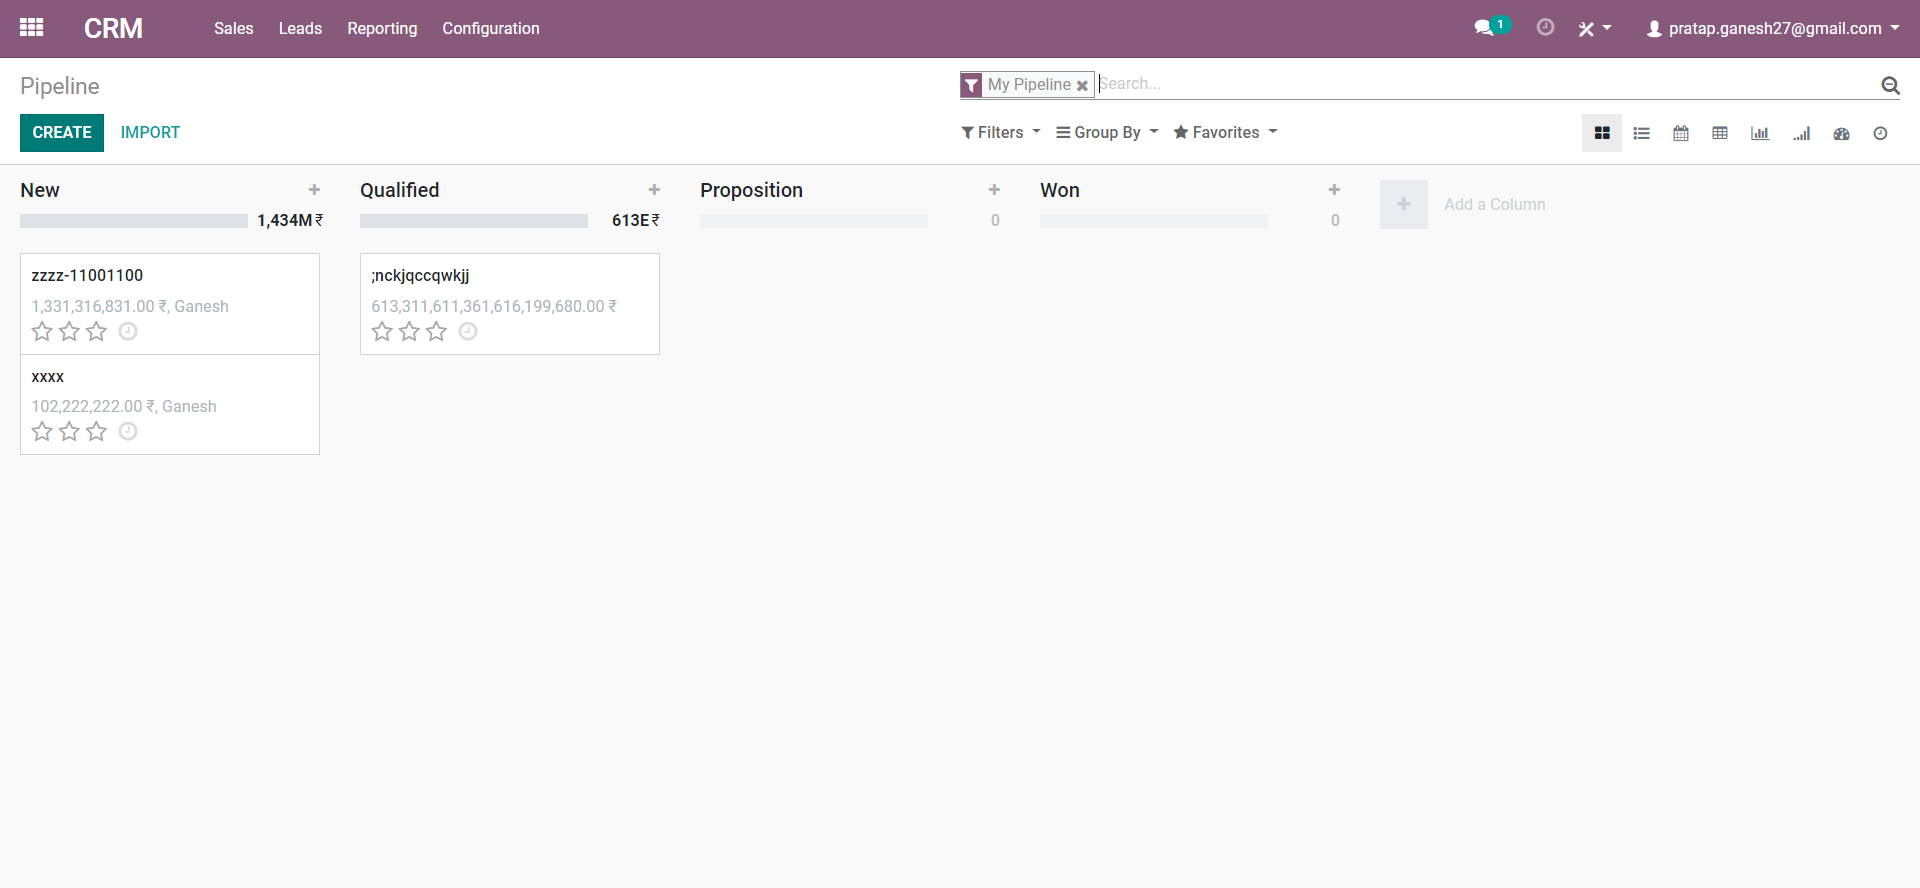 CRM Sales Leads Reporting Configuration 1 pratap.ganesh27@gmail.com
Pipeline My Pipeline Search...
CREATE IMPORT Filters Group By Favorites
New Qualified Proposition Won Add a Column
1,434M ₹ 613E ₹ 0 0
zzzz-11001100 ;nckjqccqwkjj
1,331,316,831.00 ₹, Ganesh 613,311,611,361,616,199,680.00 ₹
xxxx
102,222,222.00 ₹, Ganesh